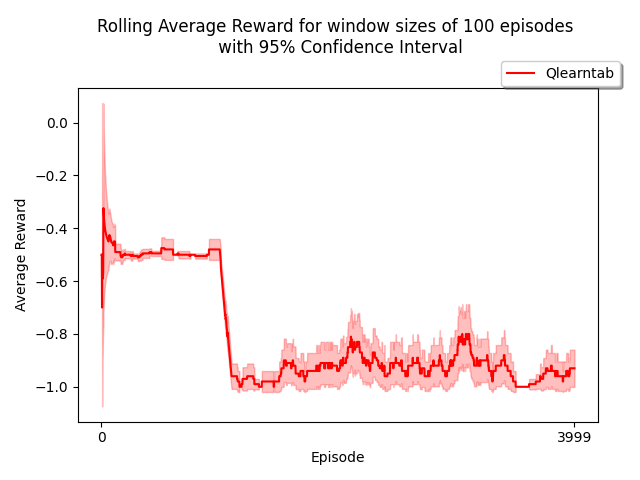 Rolling Average Reward for window sizes of 100 episodes
with 95% Confidence Interval
Qlearntab
Average Reward
0.0
−0.2
−0.4
−0.6
−0.8
−1.0
0
3999
Episode